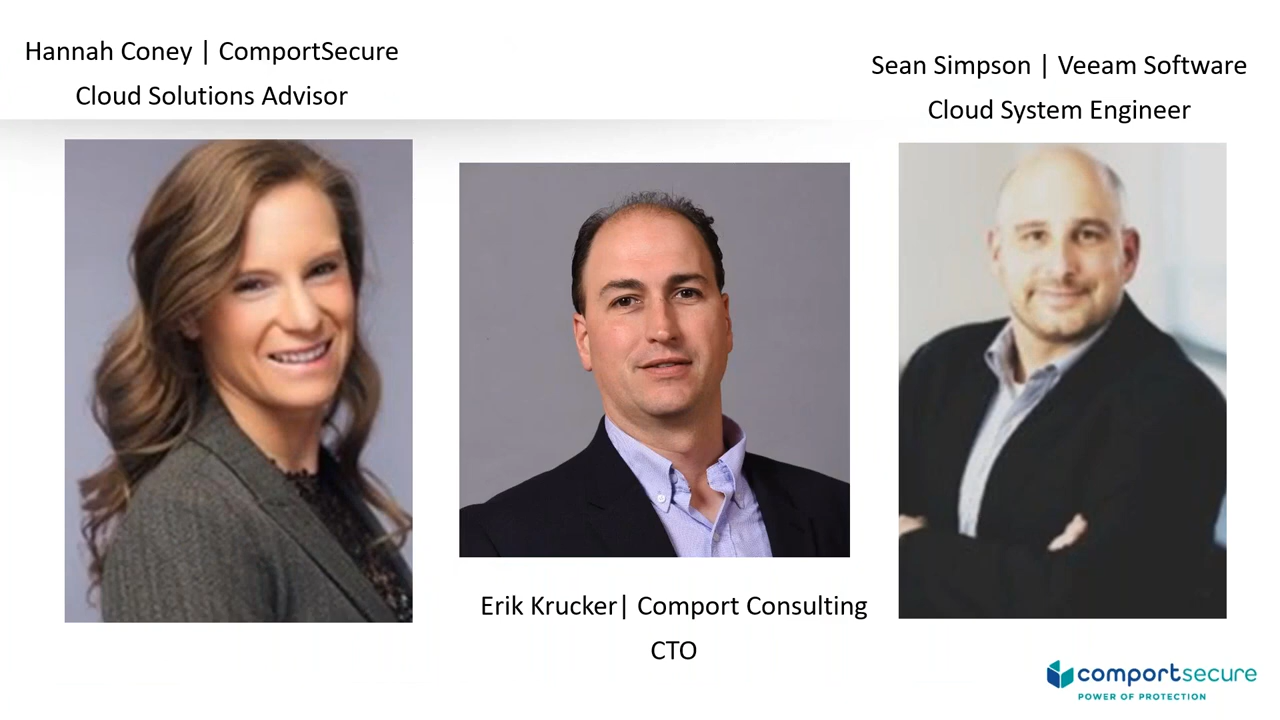 Hannah Coney | ComportSecure
Cloud Solutions Advisor
Sean Simpson | Veeam Software
Cloud System Engineer
Erik Krucker| Comport Consulting
CTO
comportsecure
POWER OF PROTECTION